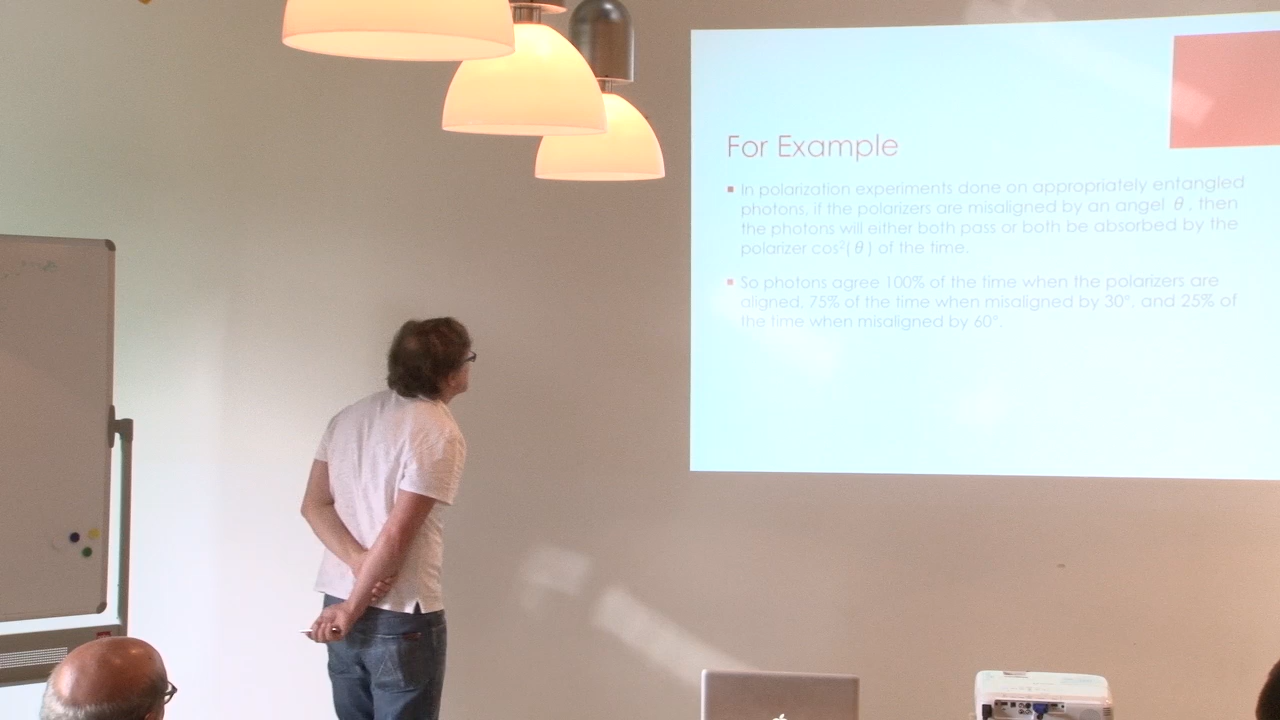 For Example
In polarization experiments done on appropriately entangled
photons, if the polarizers are misaligned by an angel θ , then
the photons will either both pass or both be absorbed by the
polarizer cos²( θ ) of the time.
So photons agree 100% of the time when the polarizers are
aligned, 75% of the time when misaligned by 30°, and 25% of
the time when misaligned by 60°.